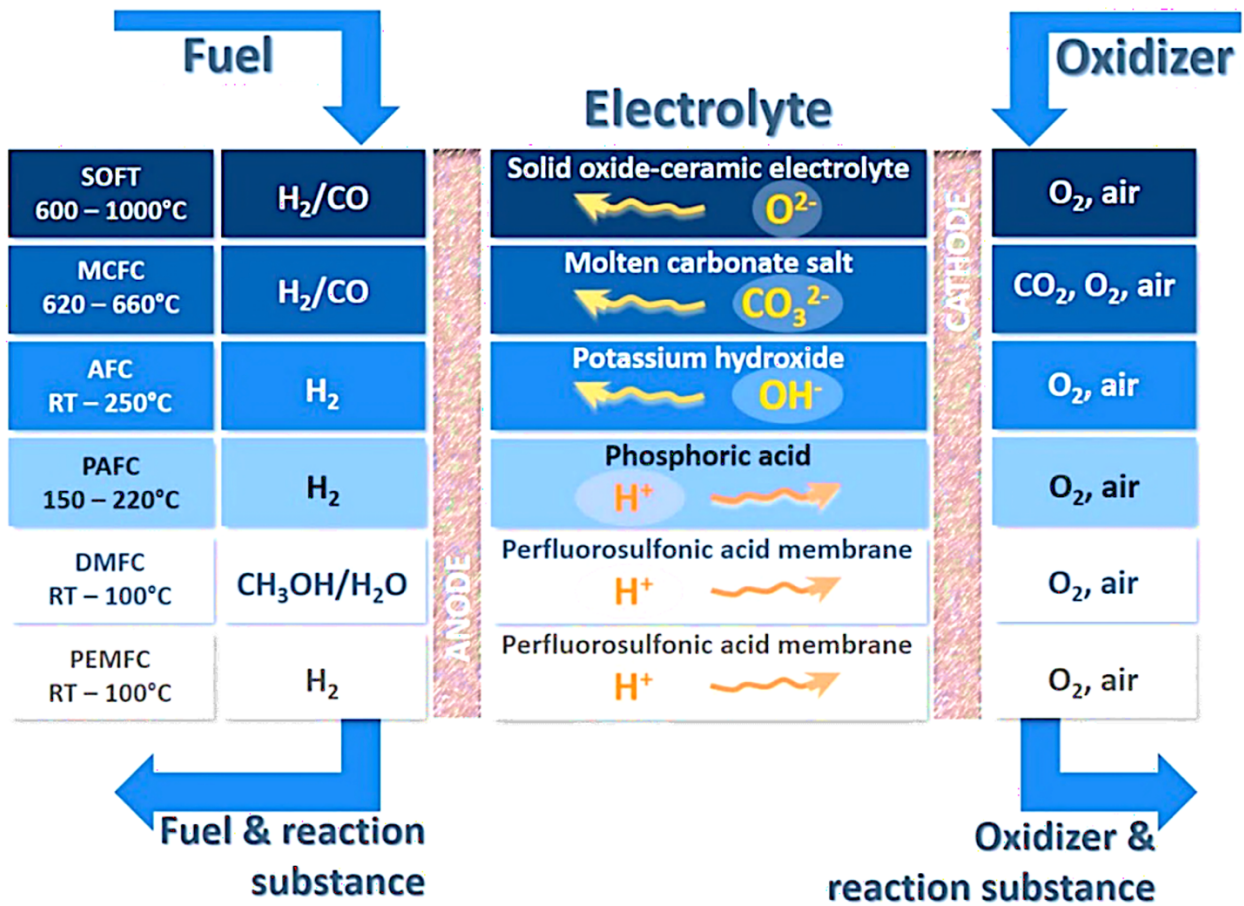 Fuel
Oxidizer
Electrolyte
SOFT
600 – 1000°C
H₂/CO
Solid oxide-ceramic electrolyte
O²⁻
O₂, air
MCFC
620 – 660°C
H₂/CO
Molten carbonate salt
CO₃²⁻
CO₂, O₂, air
AFC
RT – 250°C
H₂
Potassium hydroxide
OH⁻
O₂, air
PAFC
150 – 220°C
H₂
Phosphoric acid
H⁺
O₂, air
DMFC
RT – 100°C
CH₃OH/H₂O
Perfluorosulfonic acid membrane
H⁺
O₂, air
PEMFC
RT – 100°C
H₂
Perfluorosulfonic acid membrane
H⁺
O₂, air
ANODE
CATHODE
Fuel & reaction
substance
Oxidizer &
reaction substance